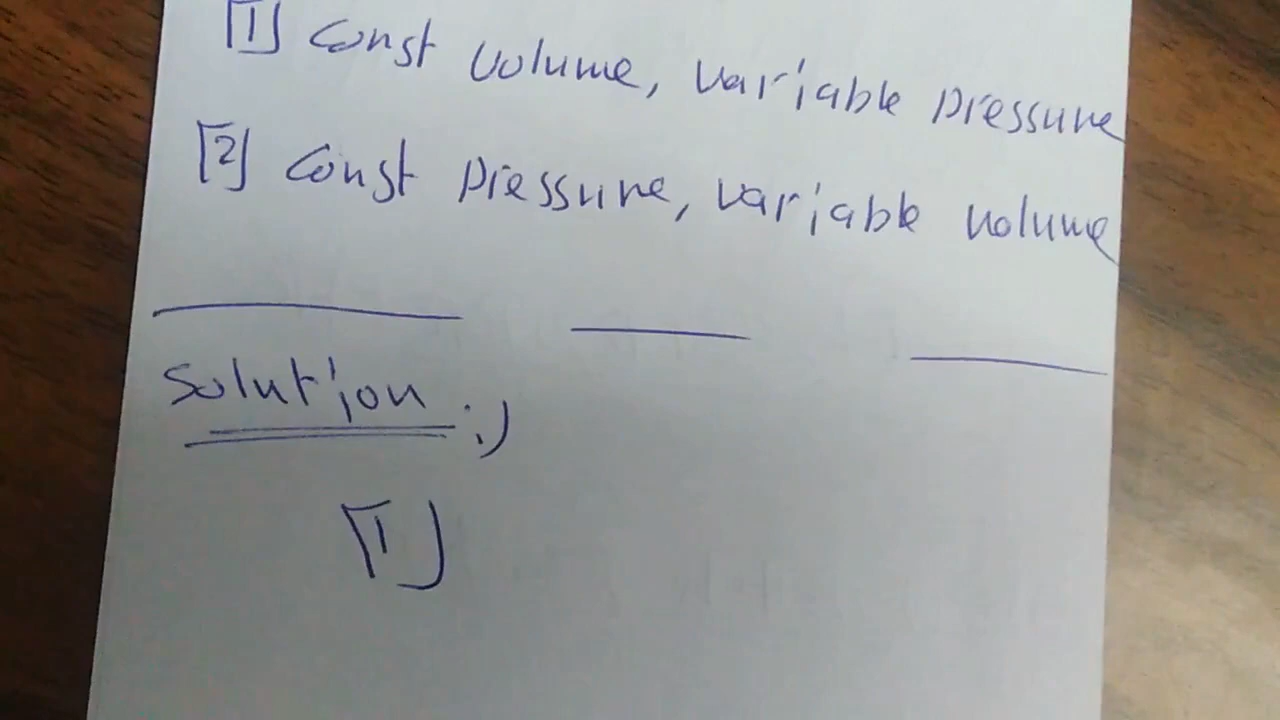 [1] Const volume, variable pressure
[2] Const pressure, variable volume
Solution :)
[1]